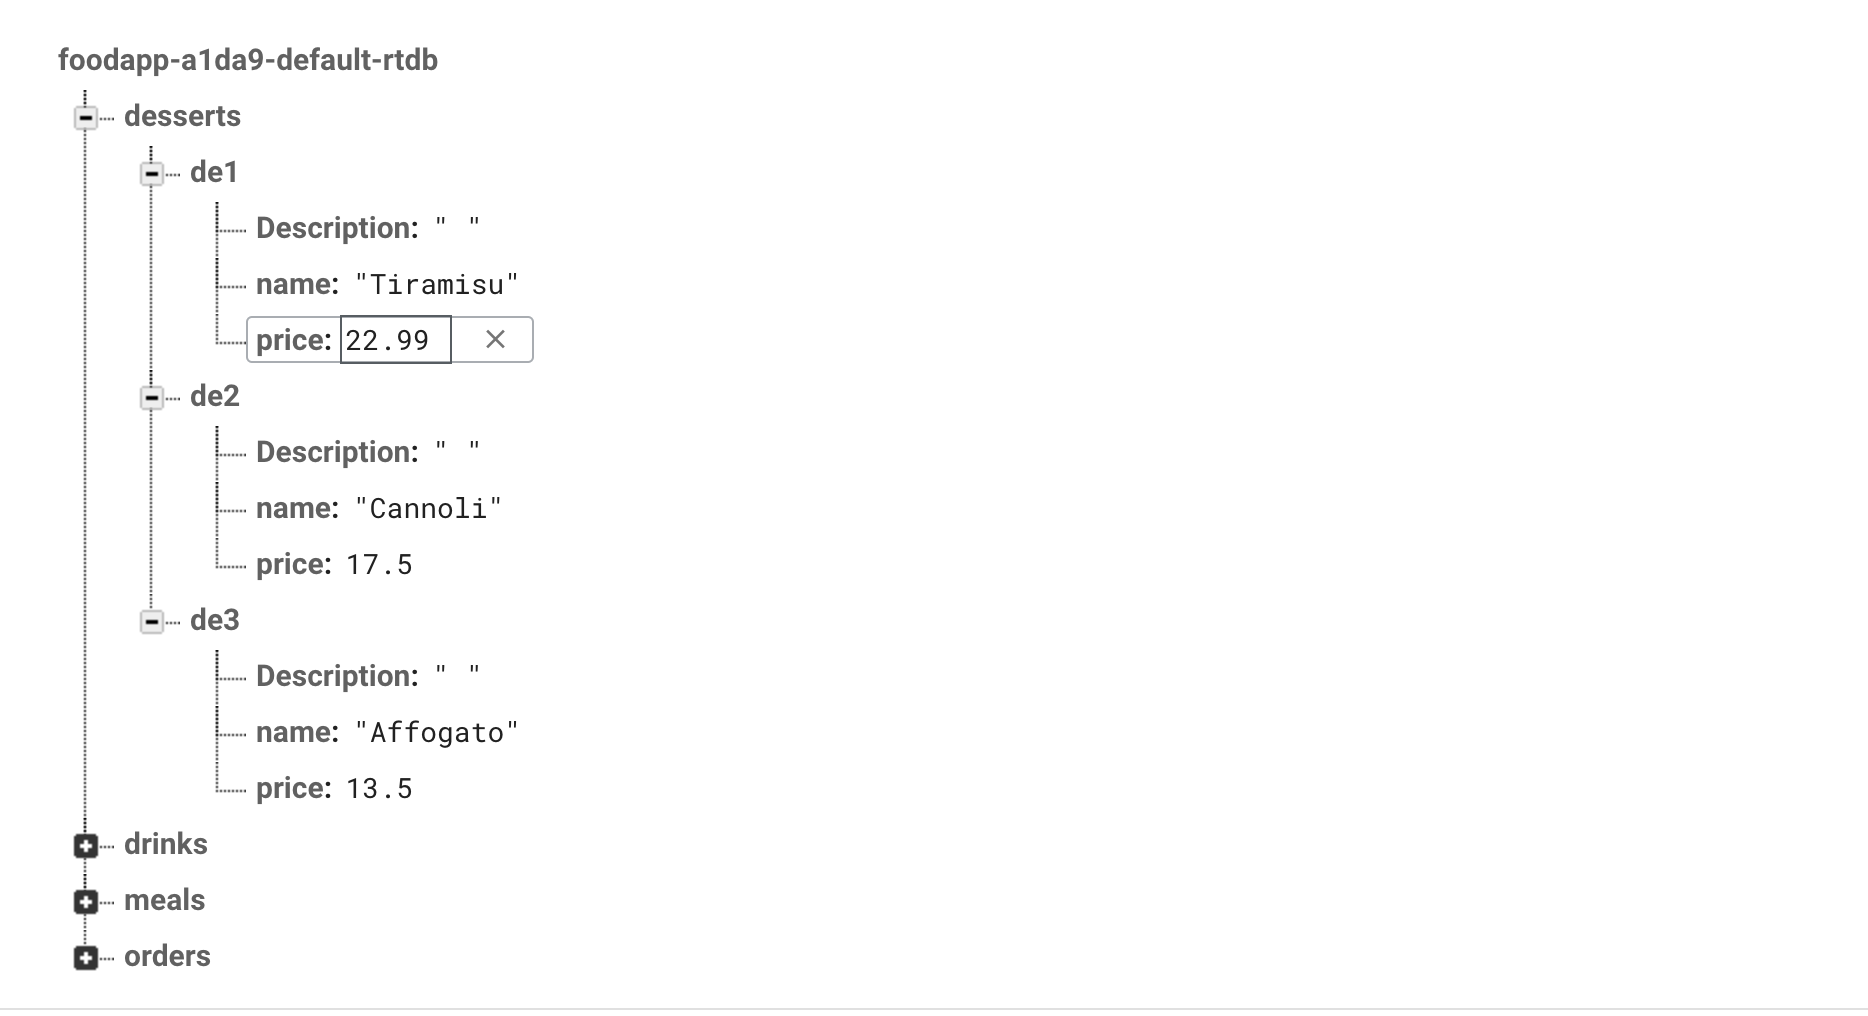 foodapp-a1da9-default-rtdb
desserts
de1
Description: " "
name: "Tiramisu"
price: 22.99
de2
Description: " "
name: "Cannoli"
price: 17.5
de3
Description: " "
name: "Affogato"
price: 13.5
drinks
meals
orders